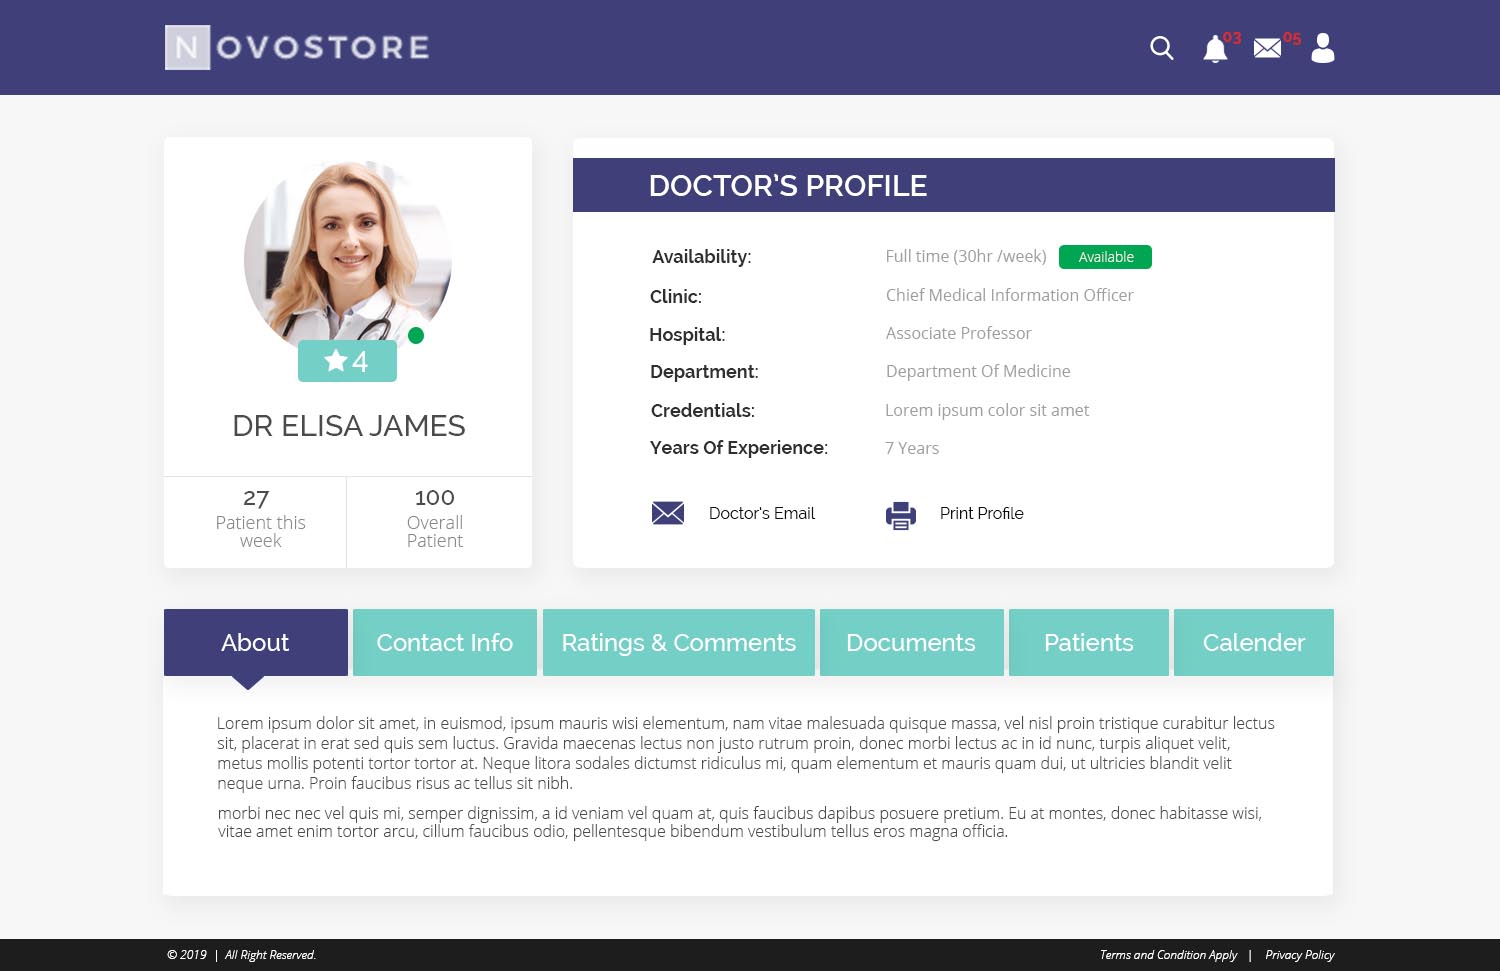 NOVOSTORE
03
05
4
DR ELISA JAMES
27
Patient this
week
100
Overall
Patient
DOCTOR’S PROFILE
Availability: Full time (30hr /week) Available
Clinic: Chief Medical Information Officer
Hospital: Associate Professor
Department: Department Of Medicine
Credentials: Lorem ipsum color sit amet
Years Of Experience: 7 Years
Doctor's Email Print Profile
About Contact Info Ratings & Comments Documents Patients Calender
Lorem ipsum dolor sit amet, in euismod, ipsum mauris wisi elementum, nam vitae malesuada quisque massa, vel nisl proin tristique curabitur lectus
sit, placerat in erat sed quis sem luctus. Gravida maecenas lectus non justo rutrum proin, donec morbi lectus ac in id nunc, turpis aliquet velit,
metus mollis potenti tortor tortor at. Neque litora sodales dictumst ridiculus mi, quam elementum et mauris quam dui, ut ultricies blandit velit
neque urna. Proin faucibus risus ac tellus sit nibh.
morbi nec nec vel quis mi, semper dignissim, a id veniam vel quam at, quis faucibus dapibus posuere pretium. Eu at montes, donec habitasse wisi,
vitae amet enim tortor arcu, cillum faucibus odio, pellentesque bibendum vestibulum tellus eros magna officia.
© 2019 | All Right Reserved. Terms and Condition Apply | Privacy Policy